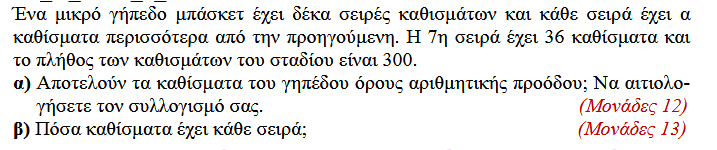 Ένα μικρό γήπεδο μπάσκετ έχει δέκα σειρές καθισμάτων και κάθε σειρά έχει α
καθίσματα περισσότερα από την προηγούμενη. Η 7η σειρά έχει 36 καθίσματα και
το πλήθος των καθισμάτων του σταδίου είναι 300.
α) Αποτελούν τα καθίσματα του γηπέδου όρους αριθμητικής προόδου; Να αιτιολο-
γήσετε τον συλλογισμό σας. (Μονάδες 12)
β) Πόσα καθίσματα έχει κάθε σειρά; (Μονάδες 13)